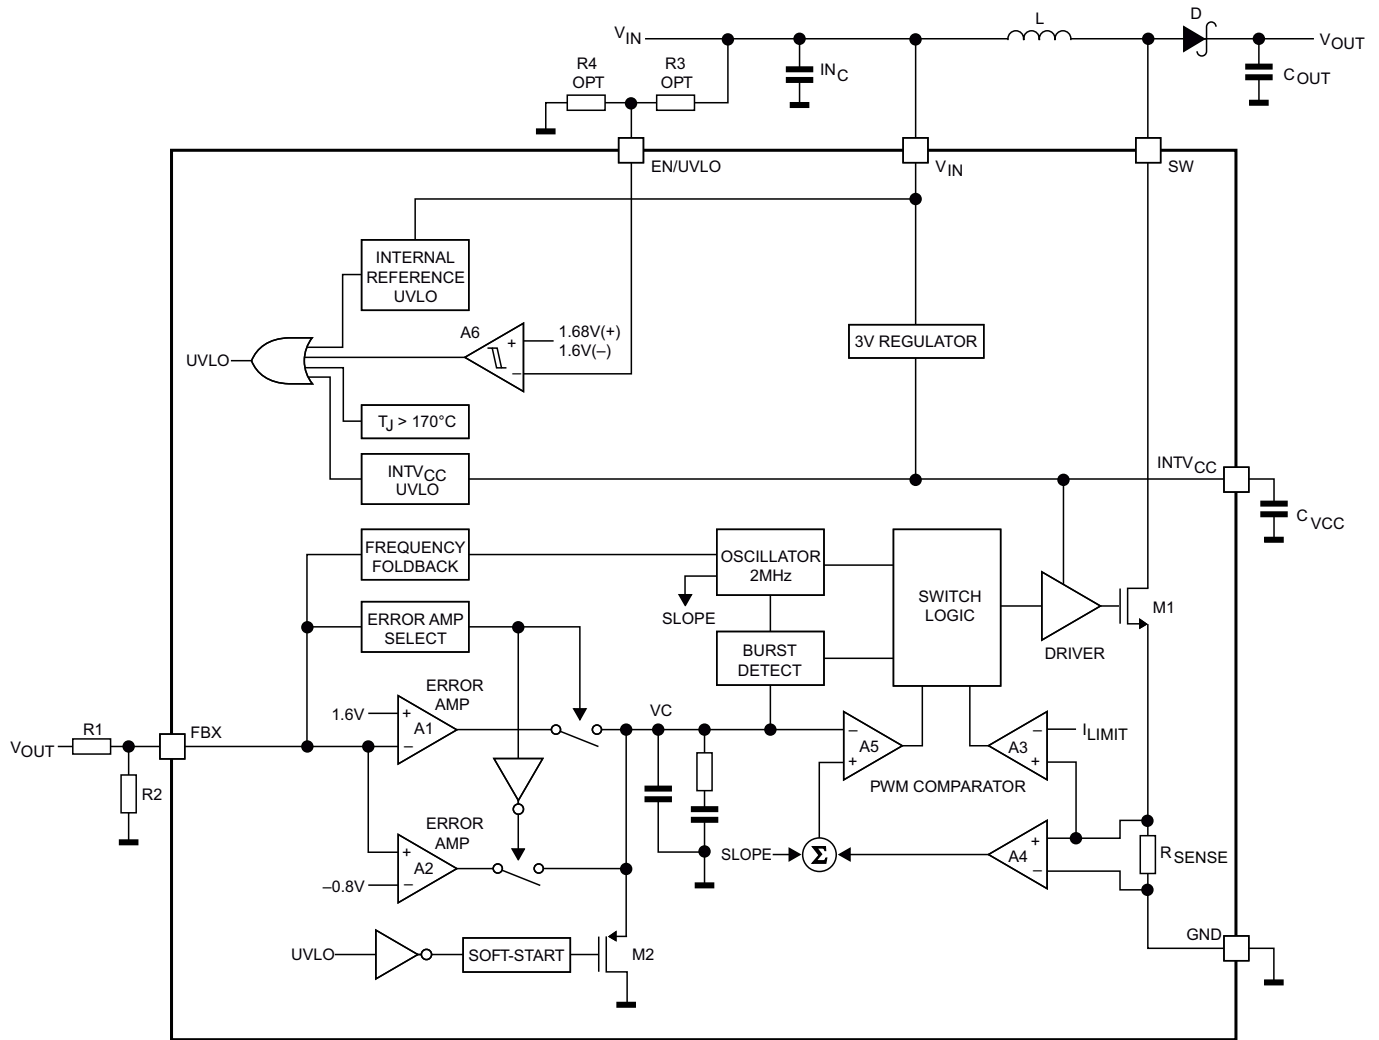 L
D
VIN
VOUT
R4
OPT
R3
OPT
INC
COUT
EN/UVLO
VIN
SW
INTERNAL
REFERENCE
UVLO
A6
+
–
1.68V(+)
1.6V(–)
3V REGULATOR
UVLO
TJ > 170°C
INTVCC
UVLO
INTVCC
CVCC
FREQUENCY
FOLDBACK
OSCILLATOR
2MHz
SLOPE
SWITCH
LOGIC
M1
DRIVER
ERROR AMP
SELECT
BURST
DETECT
ERROR
AMP
1.6V
+
A1
–
VC
–
A5
+
–
A3
+
ILIMIT
PWM COMPARATOR
VOUT
R1
FBX
R2
ERROR
AMP
+
A2
–
–0.8V
SLOPE
Σ
+
A4
–
RSENSE
UVLO
SOFT-START
M2
GND